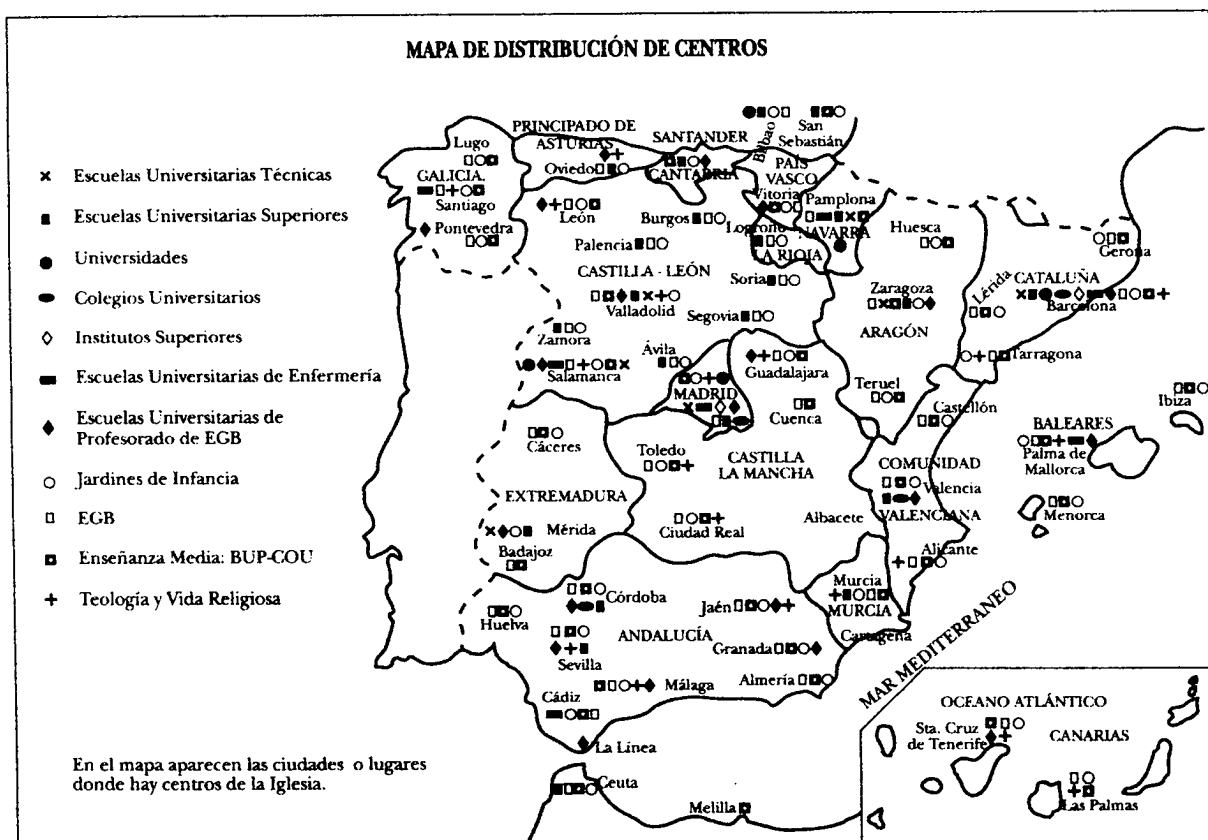 MAPA DE DISTRIBUCIÓN DE CENTROS
Escuelas Universitarias Técnicas
Escuelas Universitarias Superiores
Universidades
Colegios Universitarios
Institutos Superiores
Escuelas Universitarias de Enfermería
Escuelas Universitarias de
Profesorado de EGB
Jardines de Infancia
EGB
Enseñanza Media: BUP-COU
Teología y Vida Religiosa
En el mapa aparecen las ciudades o lugares
donde hay centros de la Iglesia.
Lugo
GALICIA.
Santiago
Pontevedra
PRINCIPADO DE
ASTURIAS
Oviedo
SANTANDER
CANTABRIA
Bilbao
San
Sebastián
PAÍS
VASCO
Vitoria
Pamplona
NAVARRA
Logroño
LA RIOJA
León
Burgos
Palencia
CASTILLA - LEÓN
Soria
Valladolid
Segovia
Zamora
Ávila
Salamanca
Huesca
Zaragoza
ARAGÓN
Teruel
Gerona
CATALUÑA
Lérida
Barcelona
Tarragona
MADRID
Guadalajara
Cuenca
Toledo
CASTILLA
LA MANCHA
Ciudad Real
Albacete
Cáceres
EXTREMADURA
Mérida
Badajoz
Castellón
COMUNIDAD
Valencia
VALENCIANA
Alicante
Ibiza
BALEARES
Palma de
Mallorca
Menorca
Murcia
MURCIA
Cartagena
Córdoba
Jaén
Huelva
ANDALUCÍA
Sevilla
Granada
Málaga
Almería
Cádiz
La Línea
Ceuta
Melilla
MAR MEDITERRANEO
OCEANO ATLÁNTICO
Sta. Cruz
de Tenerife
CANARIAS
Las Palmas